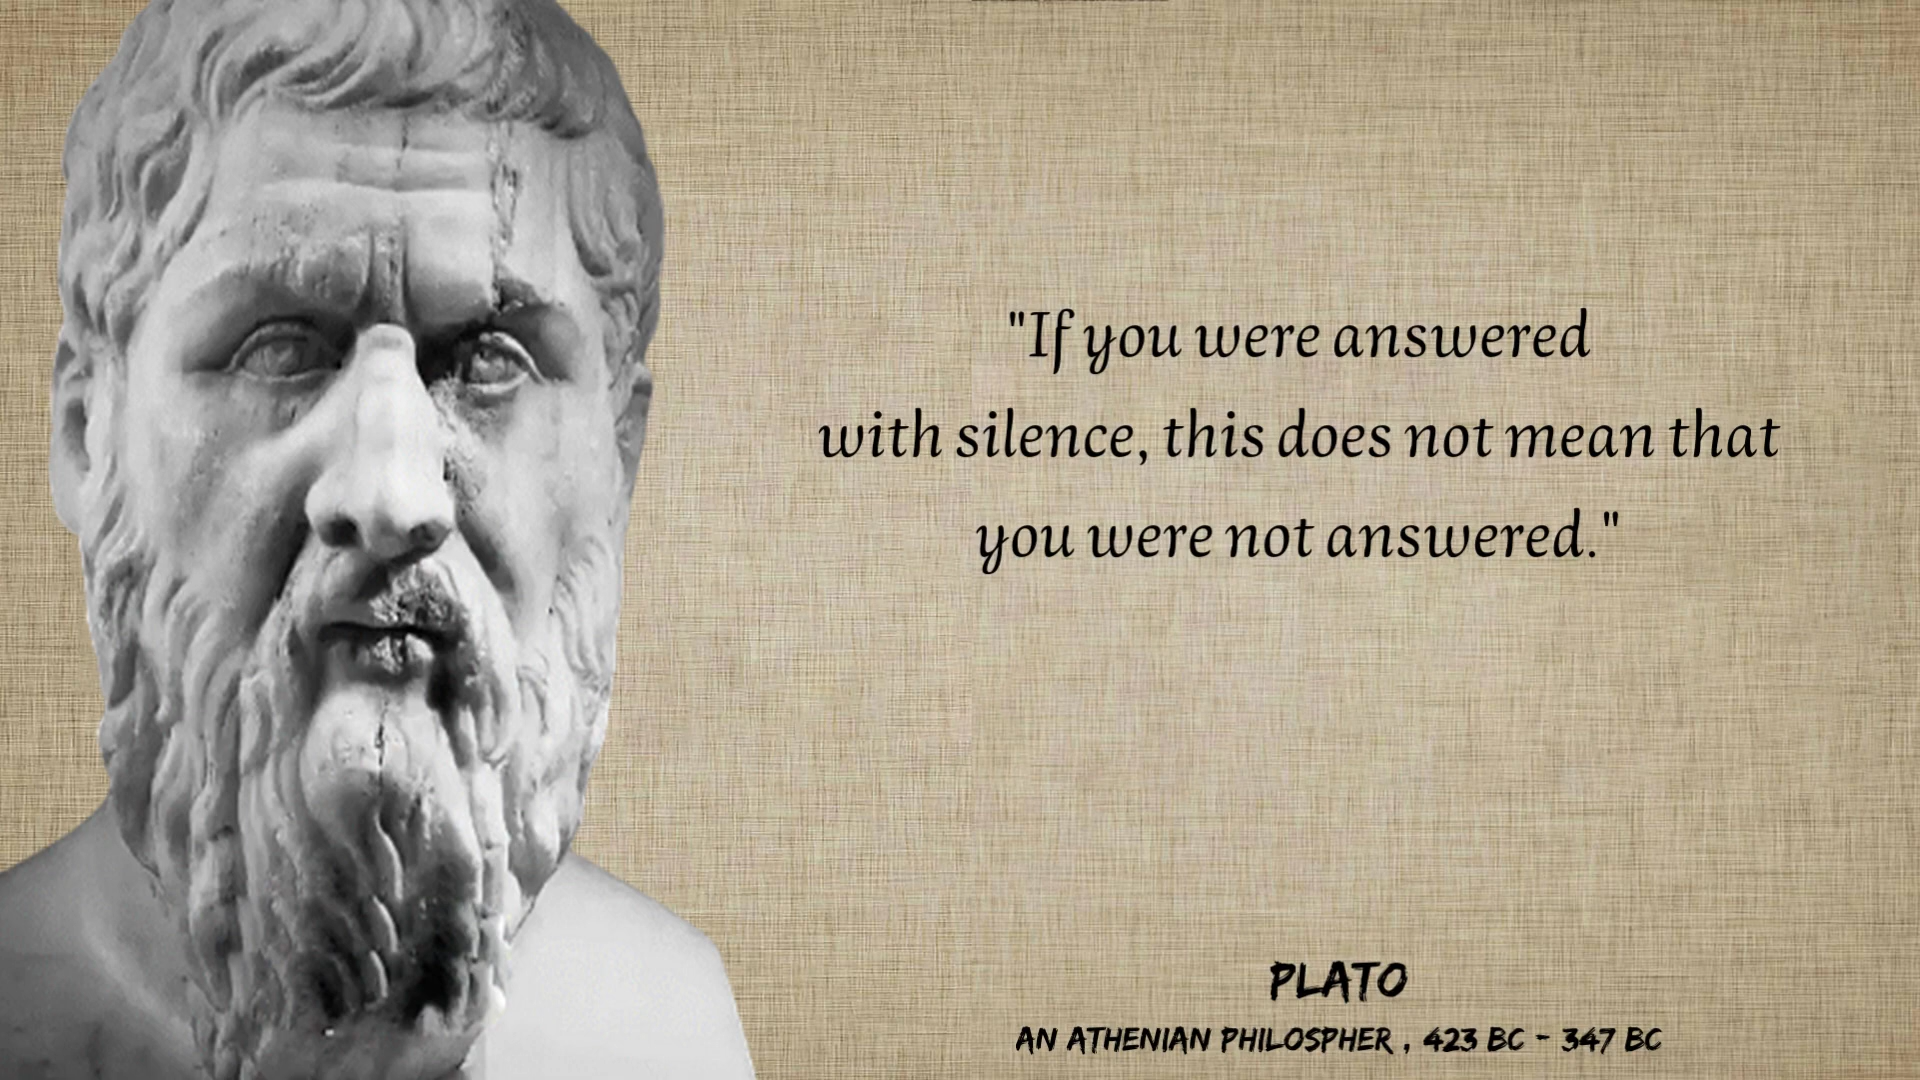 "If you were answered
with silence, this does not mean that
you were not answered."
PLATO
AN ATHENIAN PHILOSPHER , 423 BC - 347 BC